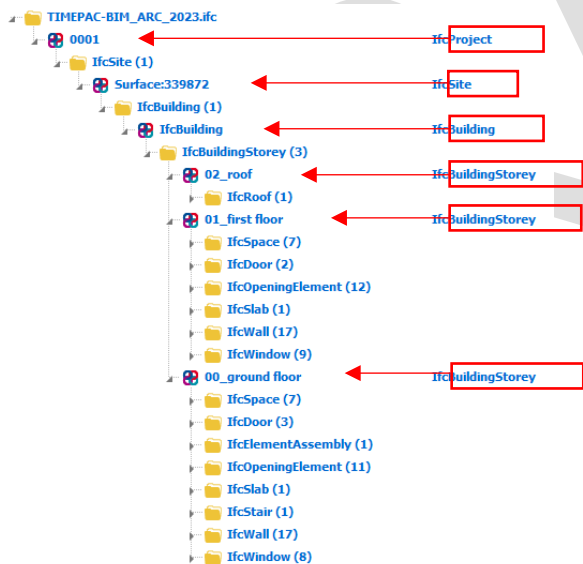 TIMEPAC-BIM_ARC_2023.ifc
0001 IfcProject
IfcSite (1)
Surface:339872 IfcSite
IfcBuilding (1)
IfcBuilding IfcBuilding
IfcBuildingStorey (3)
02_roof IfcBuildingStorey
IfcRoof (1)
01_first floor IfcBuildingStorey
IfcSpace (7)
IfcDoor (2)
IfcOpeningElement (12)
IfcSlab (1)
IfcWall (17)
IfcWindow (9)
00_ground floor IfcBuildingStorey
IfcSpace (7)
IfcDoor (3)
IfcElementAssembly (1)
IfcOpeningElement (11)
IfcSlab (1)
IfcStair (1)
IfcWall (17)
IfcWindow (8)